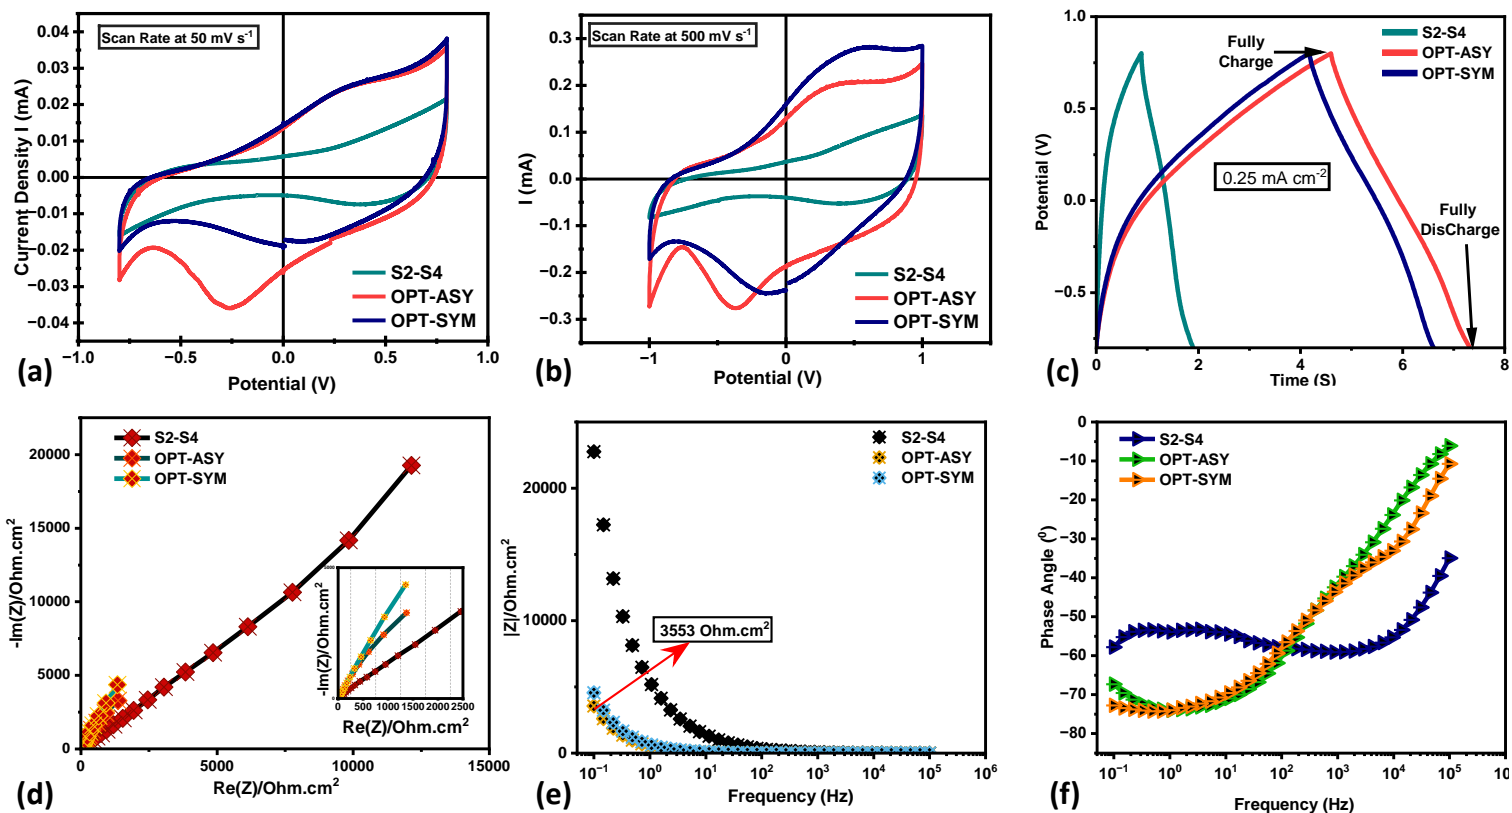 Scan Rate at 50 mV s-1
0.04
0.03
0.02
0.01
0.00
−0.01
−0.02
−0.03
−0.04
Current Density I (mA)
S2-S4
OPT-ASY
OPT-SYM
−1.0 −0.5 0.0 0.5 1.0
Potential (V)
(a)
Scan Rate at 500 mV s-1
0.3
0.2
0.1
0.0
−0.1
−0.2
−0.3
I (mA)
S2-S4
OPT-ASY
OPT-SYM
−1 0 1
Potential (V)
(b)
1.0
0.5
0.0
−0.5
Potential (V)
Fully
Charge
S2-S4
OPT-ASY
OPT-SYM
0.25 mA cm-2
Fully
DisCharge
0 2 4 6 8
Time (S)
(c)
20000
15000
10000
5000
0
-Im(Z)/Ohm.cm2
S2-S4
OPT-ASY
OPT-SYM
-Im(Z)/Ohm.cm2
0 500 1000 1500 2000 2500
Re(Z)/Ohm.cm2
0 5000 10000 15000
Re(Z)/Ohm.cm2
(d)
20000
10000
0
|Z|/Ohm.cm2
S2-S4
OPT-ASY
OPT-SYM
3553 Ohm.cm2
10−1 100 101 102 103 104 105 106
Frequency (Hz)
(e)
0
−10
−20
−30
−40
−50
−60
−70
−80
Phase Angle (0)
S2-S4
OPT-ASY
OPT-SYM
10−1 100 101 102 103 104 105 106
Frequency (Hz)
(f)